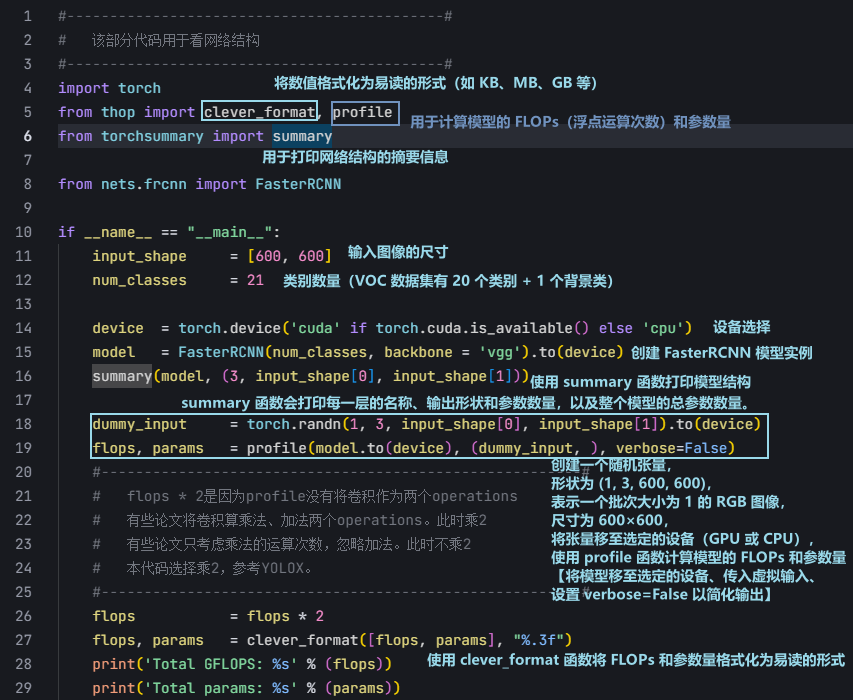 1 #--------------------------------------------#
2 #   该部分代码用于看网络结构
3 #--------------------------------------------#
4 import torch
将数值格式化为易读的形式（如 KB、MB、GB 等）
5 from thop import clever_format, profile
用于计算模型的 FLOPs（浮点运算次数）和参数量
6 from torchsummary import summary
7
用于打印网络结构的摘要信息
8 from nets.frcnn import FasterRCNN
9
10 if __name__ == "__main__":
11 input_shape     = [600, 600] 输入图像的尺寸
12 num_classes     = 21 类别数量（VOC 数据集有 20 个类别 + 1 个背景类）
13
14 device  = torch.device('cuda' if torch.cuda.is_available() else 'cpu') 设备选择
15 model   = FasterRCNN(num_classes, backbone = 'vgg').to(device) 创建 FasterRCNN 模型实例
16 summary(model, (3, input_shape[0], input_shape[1])) 使用 summary 函数打印模型结构
17
summary 函数会打印每一层的名称、输出形状和参数数量，以及整个模型的总参数数量。
18 dummy_input     = torch.randn(1, 3, input_shape[0], input_shape[1]).to(device)
19 flops, params   = profile(model.to(device), (dummy_input, ), verbose=False)
20 #--------------------------------------------------------#
21 #   flops * 2是因为profile没有将卷积作为两个operations
22 #   有些论文将卷积算乘法、加法两个operations。此时乘2
23 #   有些论文只考虑乘法的运算次数，忽略加法。此时不乘2
24 #   本代码选择乘2，参考YOLOX。
25 #--------------------------------------------------------#
创建一个随机张量，
形状为 (1, 3, 600, 600)，
表示一个批次大小为 1 的 RGB 图像，
尺寸为 600×600，
将张量移至选定的设备（GPU 或 CPU），
使用 profile 函数计算模型的 FLOPs 和参数量
【将模型移至选定的设备、传入虚拟输入、
设置 verbose=False 以简化输出】
26 flops           = flops * 2
27 flops, params   = clever_format([flops, params], "%.3f")
28 print('Total GFLOPS: %s' % (flops))
使用 clever_format 函数将 FLOPs 和参数量格式化为易读的形式
29 print('Total params: %s' % (params))